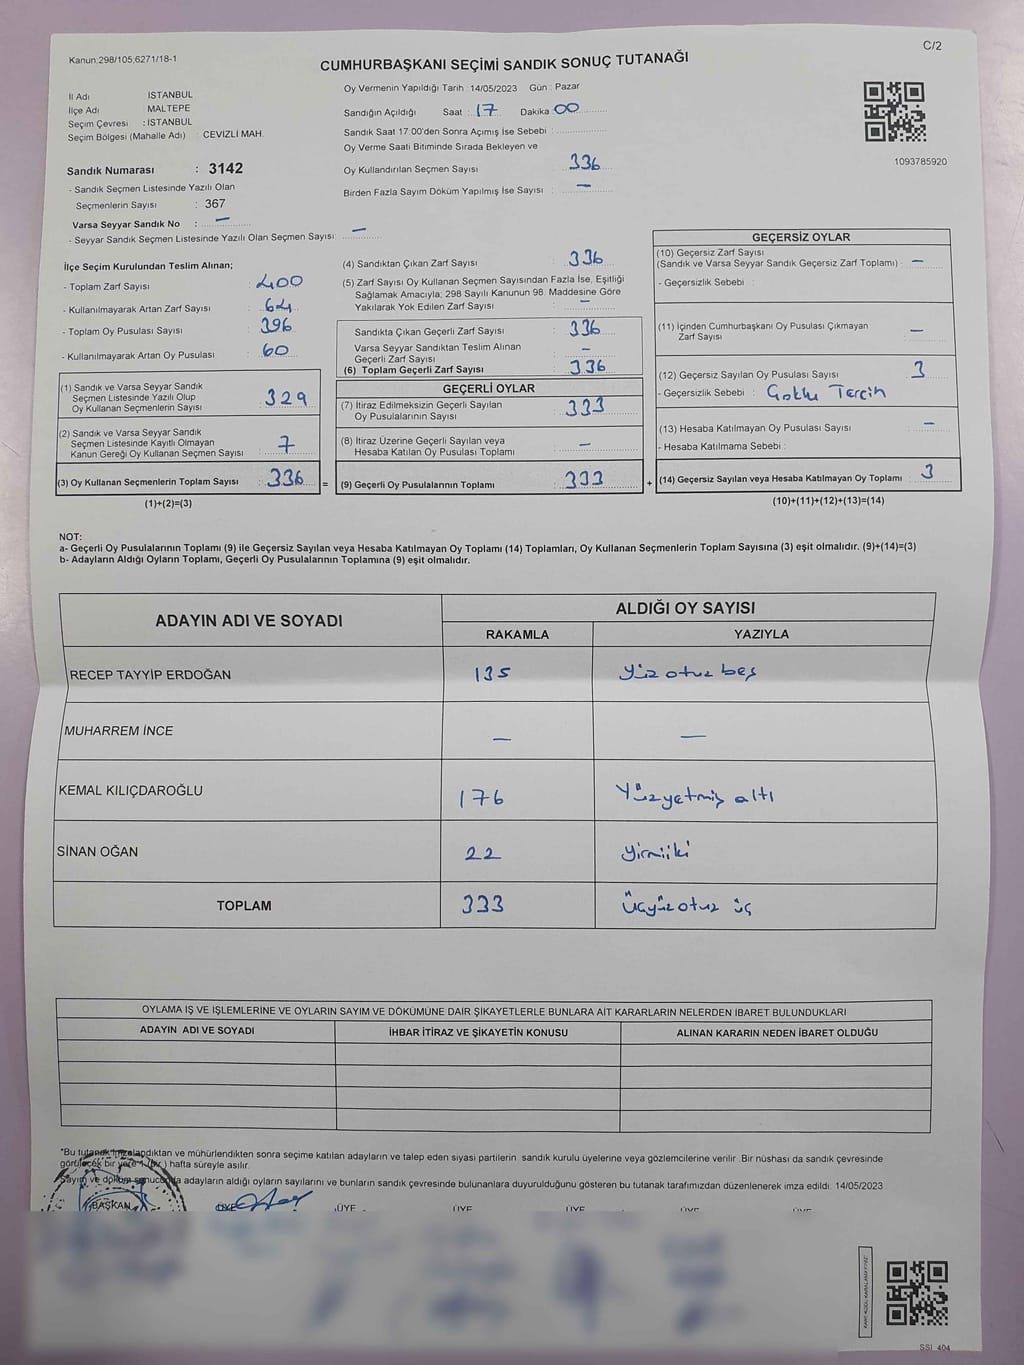 Kanun:298/105;6271/18-1
C/2
CUMHURBAŞKANI SEÇİMİ SANDIK SONUÇ TUTANAĞI
İl Adı İSTANBUL
İlçe Adı MALTEPE
Seçim Çevresi : İSTANBUL
Seçim Bölgesi (Mahalle Adı) : CEVİZLİ MAH.
Sandık Numarası : 3142
- Sandık Seçmen Listesinde Yazılı Olan
Seçmenlerin Sayısı : 367
Varsa Seyyar Sandık No : —
- Seyyar Sandık Seçmen Listesinde Yazılı Olan Seçmen Sayısı: —
Oy Vermenin Yapıldığı Tarih : 14/05/2023 Gün : Pazar
Sandığın Açıldığı Saat : 17 Dakika : 00
Sandık Saat 17:00'den Sonra Açımış İse Sebebi :
Oy Verme Saati Bitiminde Sırada Bekleyen ve
Oy Kullandırılan Seçmen Sayısı : 336
Birden Fazla Sayım Döküm Yapılmış İse Sayısı : —
1093785920
İlçe Seçim Kurulundan Teslim Alınan;
- Toplam Zarf Sayısı : 400
- Kullanılmayarak Artan Zarf Sayısı : 64
- Toplam Oy Pusulası Sayısı : 396
- Kullanılmayarak Artan Oy Pusulası : 60
(1) Sandık ve Varsa Seyyar Sandık
Seçmen Listesinde Yazılı Olup
Oy Kullanan Seçmenlerin Sayısı : 329
(2) Sandık ve Varsa Seyyar Sandık
Seçmen Listesinde Kayıtlı Olmayan
Kanun Gereği Oy Kullanan Seçmen Sayısı : 7
(3) Oy Kullanan Seçmenlerin Toplam Sayısı : 336
(1)+(2)=(3)
(4) Sandıktan Çıkan Zarf Sayısı : 336
(5) Zarf Sayısı Oy Kullanan Seçmen Sayısından Fazla İse, Eşitliği
Sağlamak Amacıyla; 298 Sayılı Kanunun 98. Maddesine Göre
Yakılarak Yok Edilen Zarf Sayısı : —
Sandıkta Çıkan Geçerli Zarf Sayısı : 336
Varsa Seyyar Sandıktan Teslim Alınan
Geçerli Zarf Sayısı : —
(6) Toplam Geçerli Zarf Sayısı : 336
GEÇERLİ OYLAR
(7) İtiraz Edilmeksizin Geçerli Sayılan
Oy Pusulalarının Sayısı : 333
(8) İtiraz Üzerine Geçerli Sayılan veya
Hesaba Katılan Oy Pusulası Toplamı : —
= (9) Geçerli Oy Pusulalarının Toplamı : 333
GEÇERSİZ OYLAR
(10) Geçersiz Zarf Sayısı
(Sandık ve Varsa Seyyar Sandık Geçersiz Zarf Toplamı) : —
- Geçersizlik Sebebi :
(11) İçinden Cumhurbaşkanı Oy Pusulası Çıkmayan
Zarf Sayısı : —
(12) Geçersiz Sayılan Oy Pusulası Sayısı : 3
- Geçersizlik Sebebi : Çoklu Tercih
(13) Hesaba Katılmayan Oy Pusulası Sayısı : —
- Hesaba Katılmama Sebebi :
+ (14) Geçersiz Sayılan veya Hesaba Katılmayan Oy Toplamı : 3
(10)+(11)+(12)+(13)=(14)
NOT:
a- Geçerli Oy Pusulalarının Toplamı (9) ile Geçersiz Sayılan veya Hesaba Katılmayan Oy Toplamı (14) Toplamları, Oy Kullanan Seçmenlerin Toplam Sayısına (3) eşit olmalıdır. (9)+(14)=(3)
b- Adayların Aldığı Oyların Toplamı, Geçerli Oy Pusulalarının Toplamına (9) eşit olmalıdır.
ADAYIN ADI VE SOYADI ALDIĞI OY SAYISI
RAKAMLA YAZIYLA
RECEP TAYYİP ERDOĞAN 135 Yüz otuz beş
MUHARREM İNCE — —
KEMAL KILIÇDAROĞLU 176 Yüzyetmiş altı
SİNAN OĞAN 22 yirmiiki
TOPLAM 333 Üçyüz otuz üç
OYLAMA İŞ VE İŞLEMLERİNE VE OYLARIN SAYIM VE DÖKÜMÜNE DAİR ŞİKAYETLERLE BUNLARA AİT KARARLARIN NELERDEN İBARET BULUNDUKLARI
ADAYIN ADI VE SOYADI İHBAR İTİRAZ VE ŞİKAYETİN KONUSU ALINAN KARARIN NEDEN İBARET OLDUĞU
*Bu tutanak imzalandıktan ve mühürlendikten sonra seçime katılan adayların ve talep eden siyasi partilerin sandık kurulu üyelerine veya gözlemcilerine verilir. Bir nüshası da sandık çevresinde
görülecek bir yere 1 (bir) hafta süreyle asılır.
Sayım ve döküm sonucunda adayların aldığı oyların sayılarını ve bunların sandık çevresinde bulunanlara duyurulduğunu gösteren bu tutanak tarafımızdan düzenlenerek imza edildi. 14/05/2023
BAŞKAN ÜYE ÜYE ÜYE ÜYE ÜYE ÜYE
SSI_404